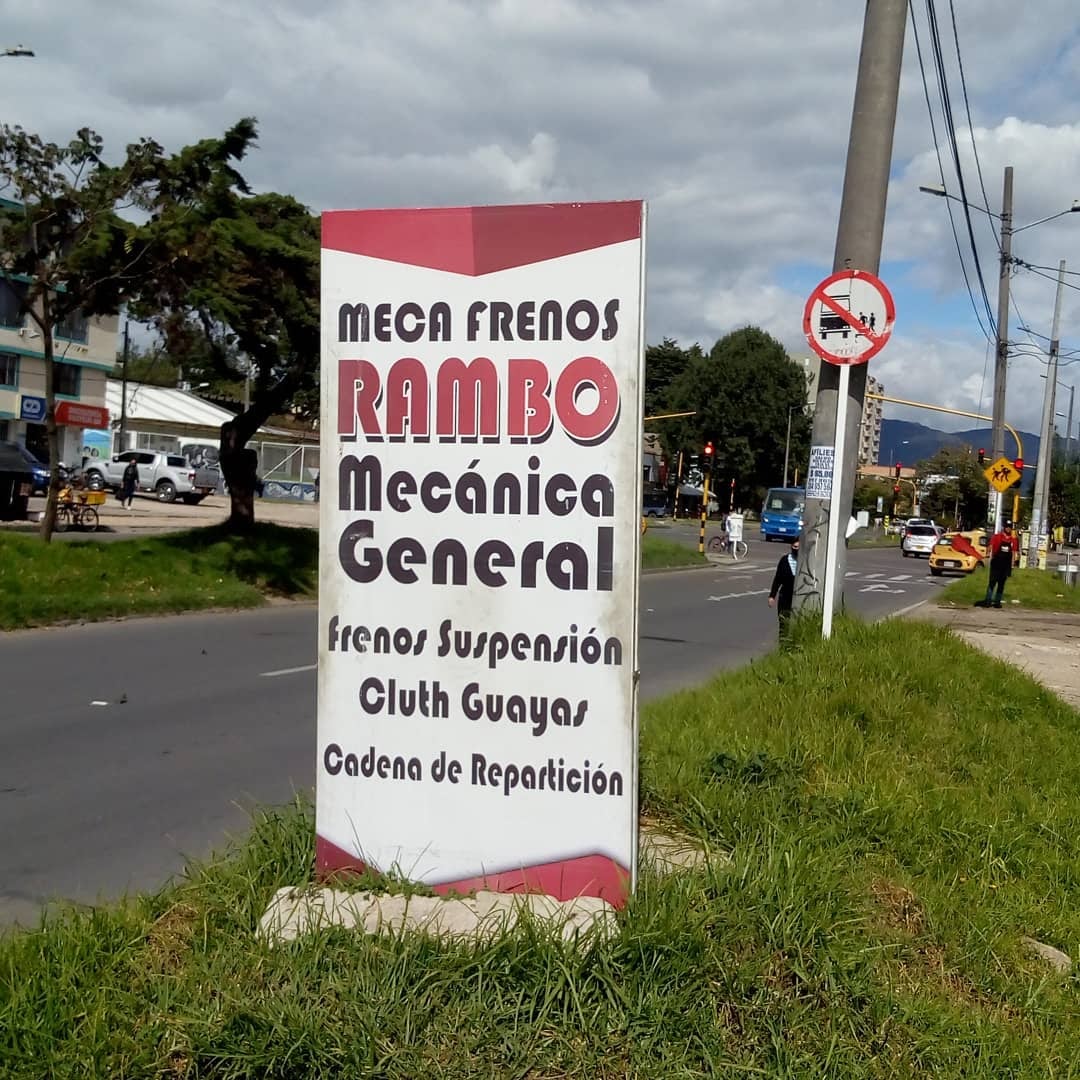 MECA FRENOS
RAMBO
Mecánica
General
Frenos Suspensión
Cluth Guayas
Cadena de Repartición